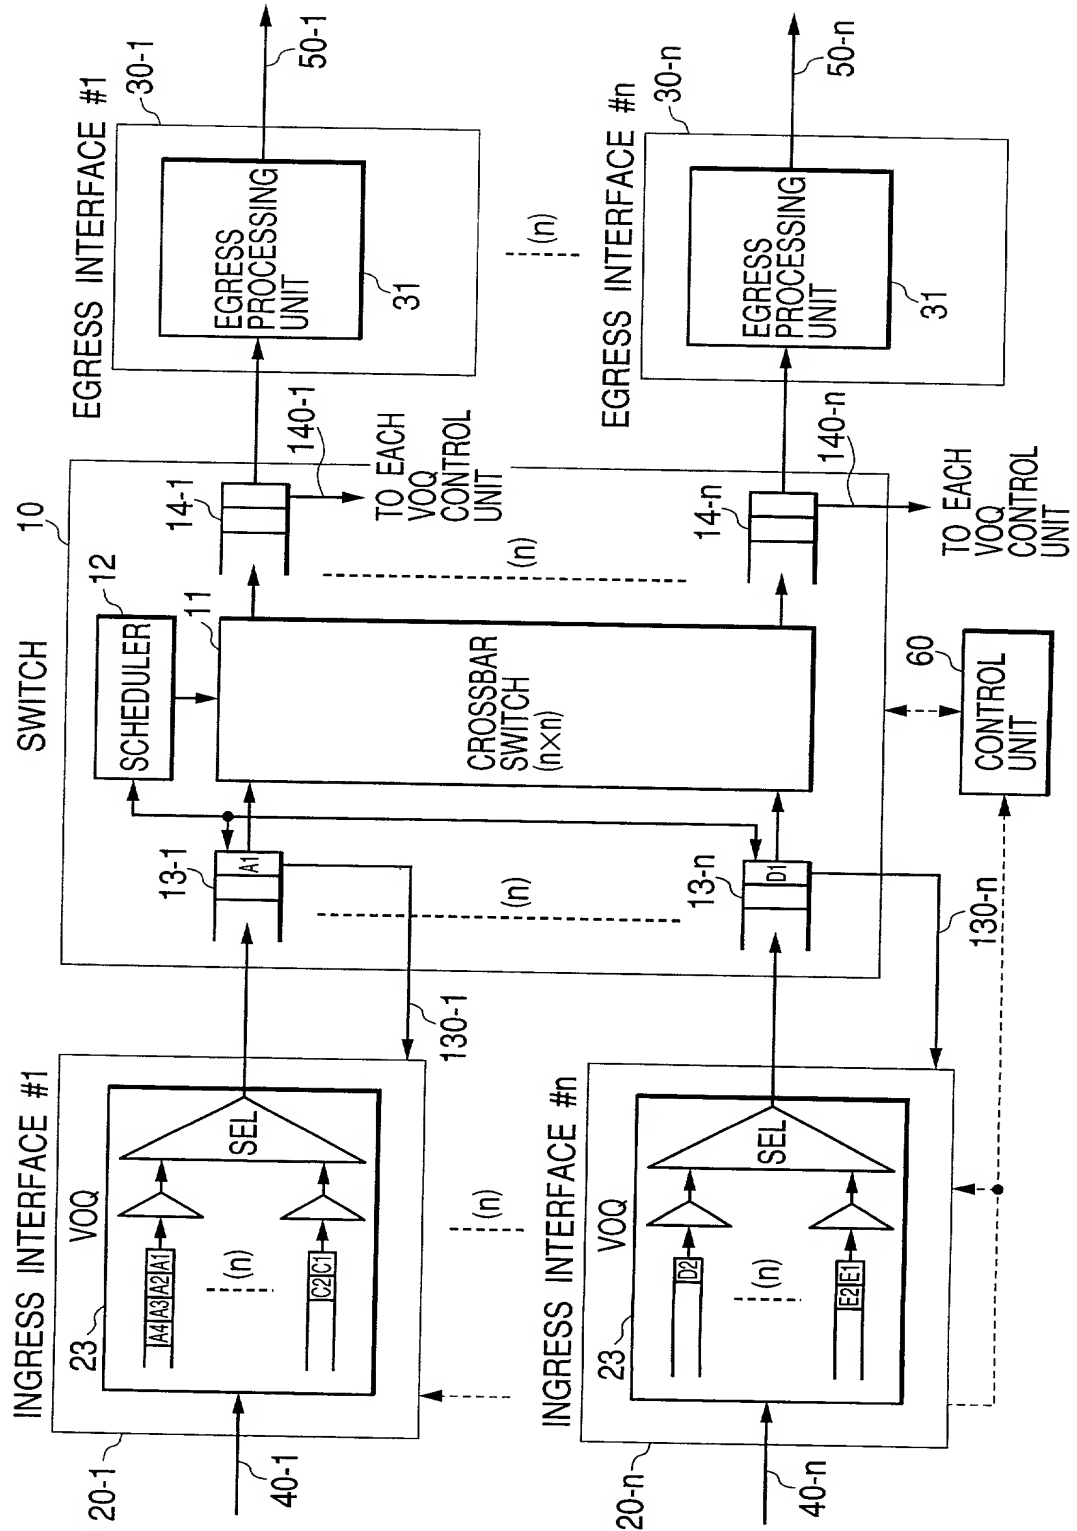 SWITCH
10
EGRESS INTERFACE #1
30-1
INGRESS INTERFACE #1
20-1
VOQ
23
A4 A3 A2 A1
(n)
C2 C1
SEL
40-1
130-1
13-1
A1
(n)
SCHEDULER
12
11
CROSSBAR
SWITCH
(n×n)
14-1
(n)
140-1
TO EACH
VOQ
CONTROL
UNIT
EGRESS
PROCESSING
UNIT
31
50-1
(n)
(n)
INGRESS INTERFACE #n
20-n
VOQ
23
D2
(n)
E2 E1
SEL
40-n
130-n
13-n
D1
14-n
140-n
TO EACH
VOQ
CONTROL
UNIT
EGRESS INTERFACE #n
30-n
EGRESS
PROCESSING
UNIT
31
50-n
60
CONTROL
UNIT